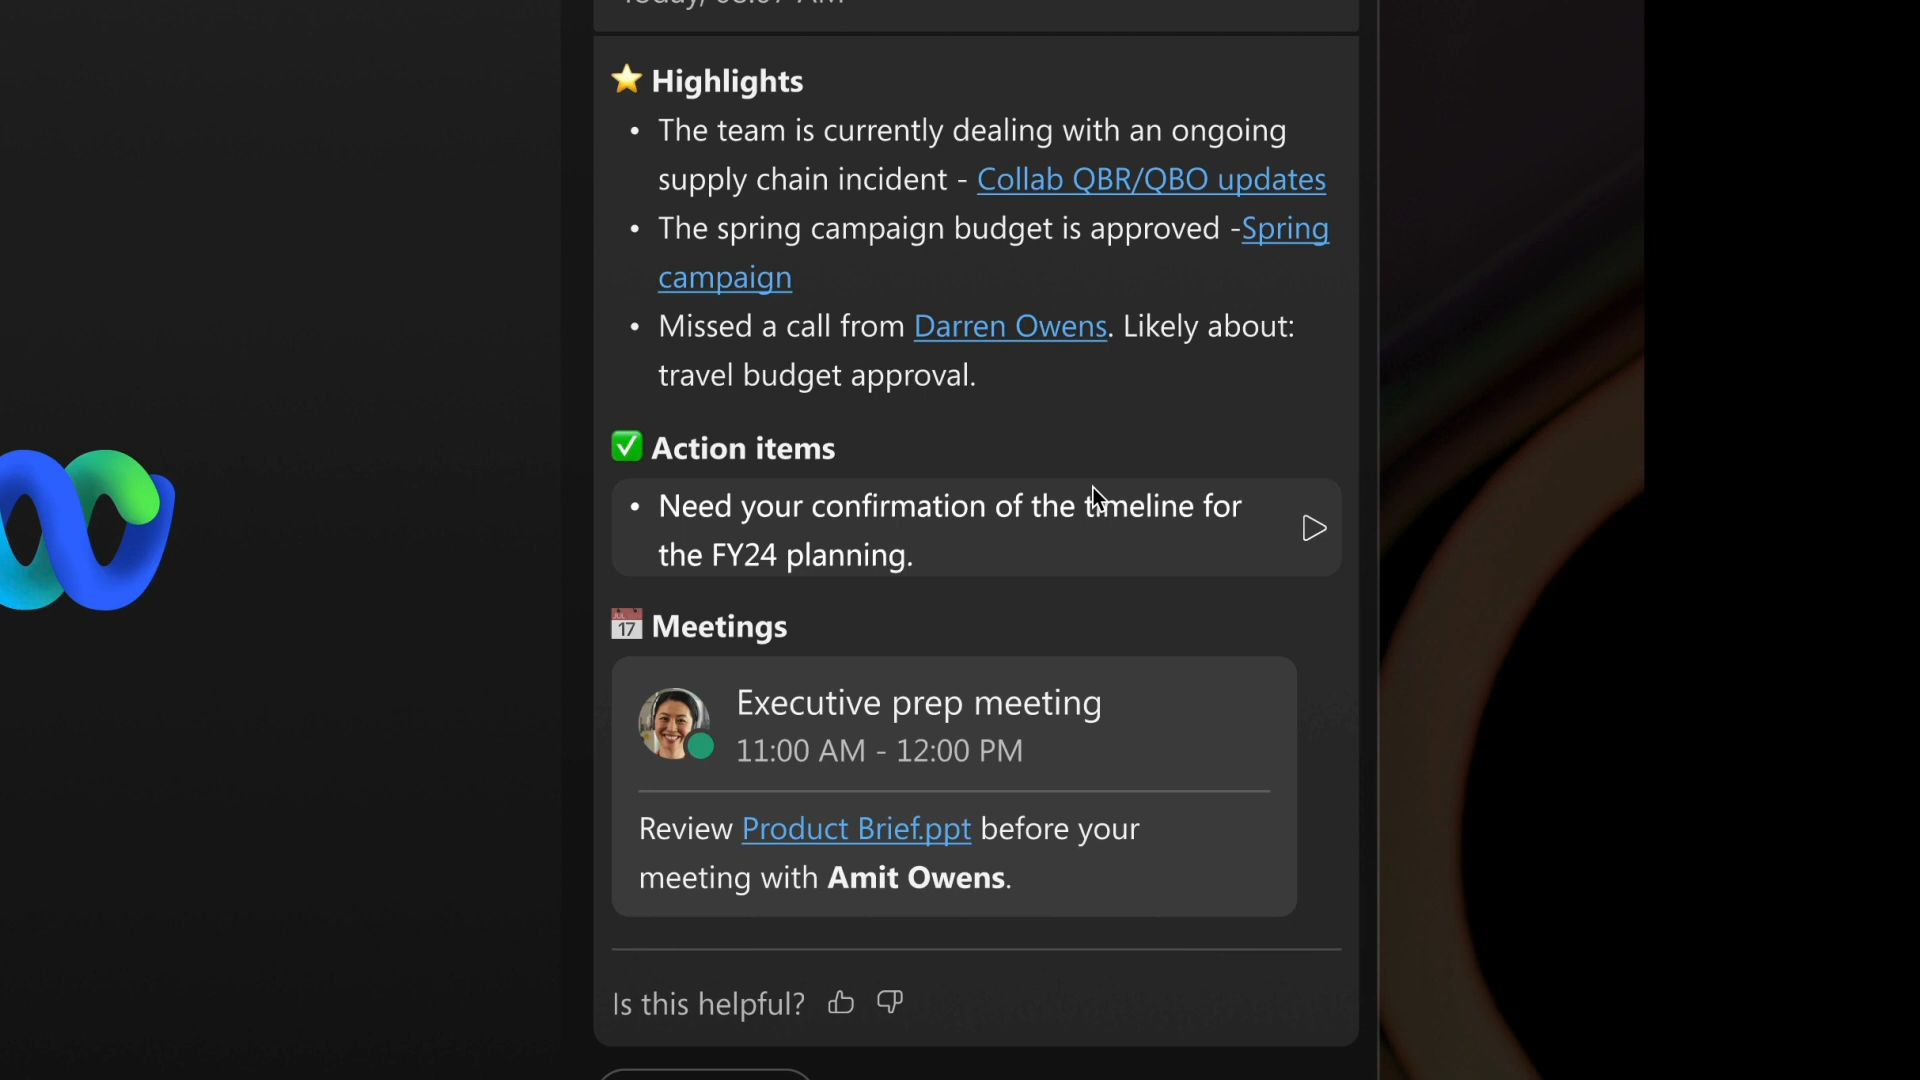 ⭐ Highlights
• The team is currently dealing with an ongoing
supply chain incident - Collab QBR/QBO updates
• The spring campaign budget is approved -Spring
campaign
• Missed a call from Darren Owens. Likely about:
travel budget approval.
✅ Action items
• Need your confirmation of the timeline for
the FY24 planning.
📅 Meetings
Executive prep meeting
11:00 AM - 12:00 PM
Review Product Brief.ppt before your
meeting with Amit Owens.
Is this helpful?